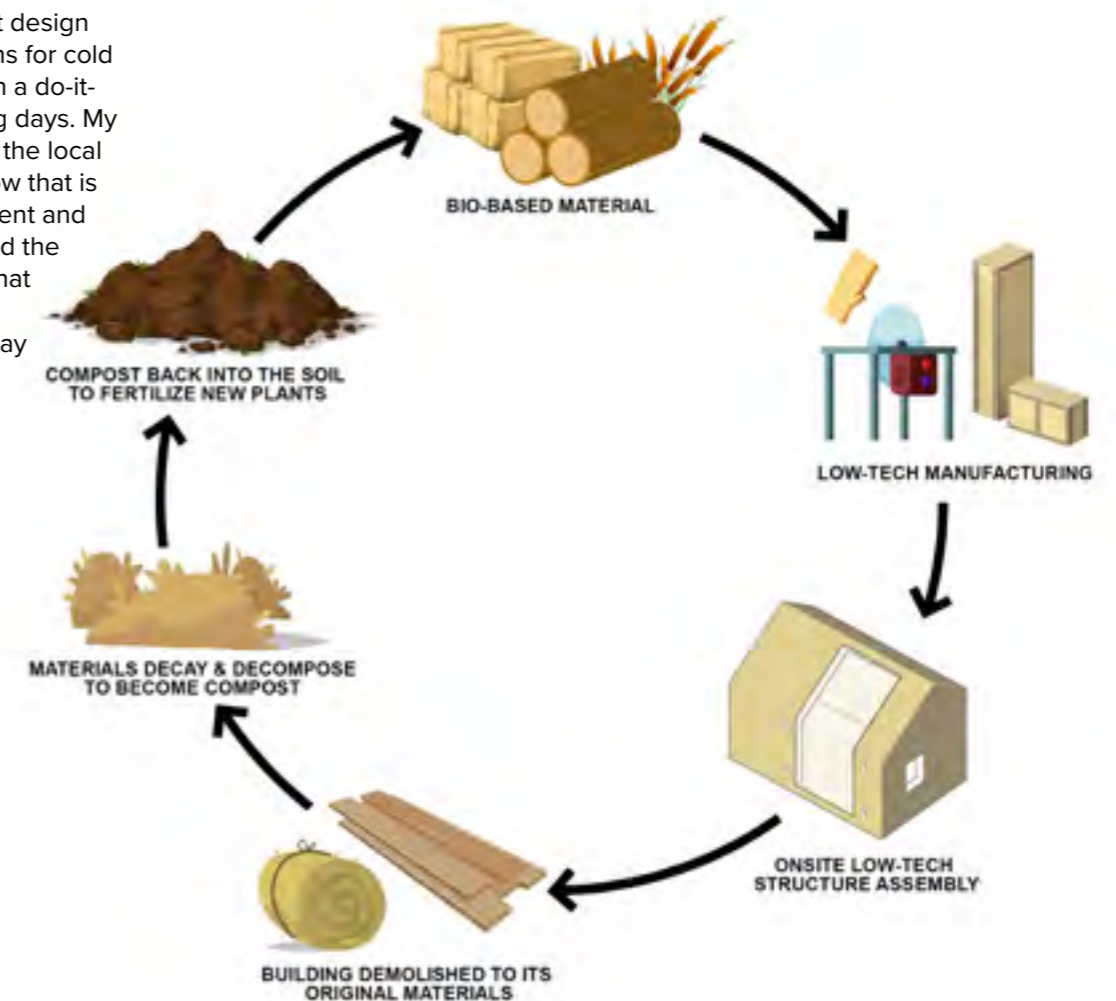 t design
ns for cold
n a do-it-
g days. My
the local
ow that is
ent and
d the
hat
ay
BIO-BASED MATERIAL
LOW-TECH MANUFACTURING
ONSITE LOW-TECH
STRUCTURE ASSEMBLY
BUILDING DEMOLISHED TO ITS
ORIGINAL MATERIALS
MATERIALS DECAY & DECOMPOSE
TO BECOME COMPOST
COMPOST BACK INTO THE SOIL
TO FERTILIZE NEW PLANTS